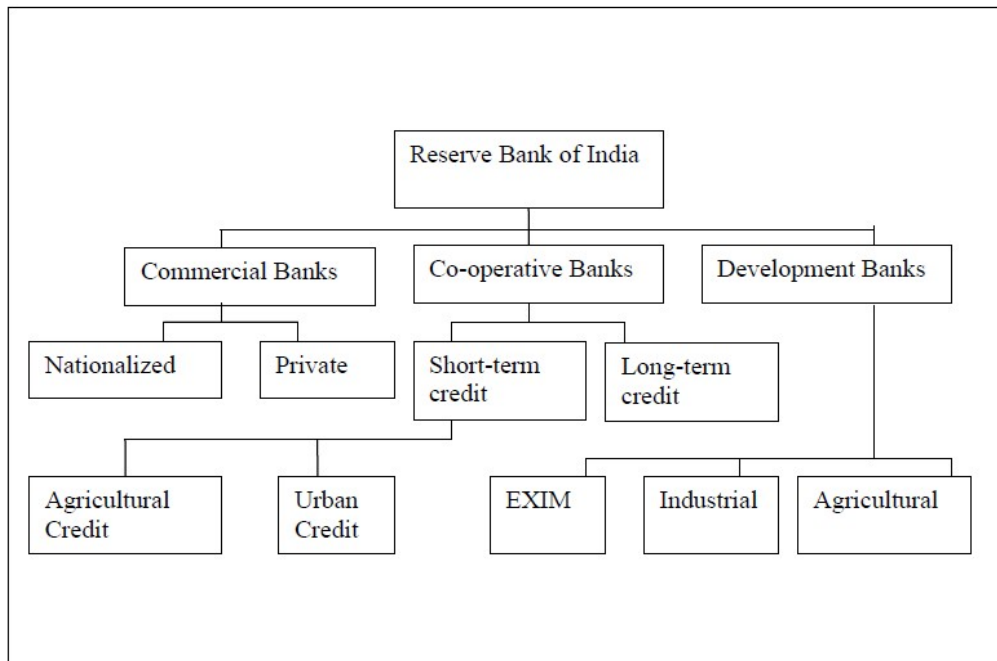 Reserve Bank of India
Commercial Banks
Co-operative Banks
Development Banks
Nationalized
Private
Short-term
credit
Long-term
credit
Agricultural
Credit
Urban
Credit
EXIM
Industrial
Agricultural